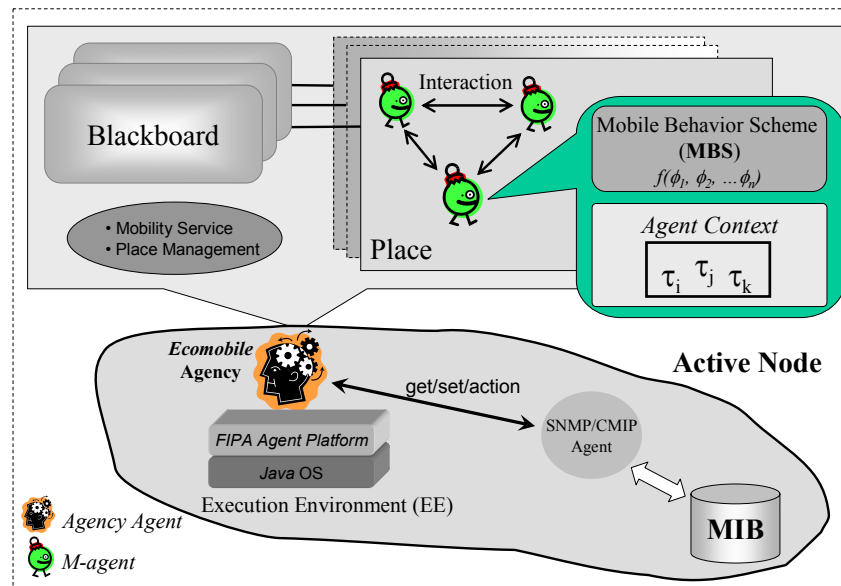 Interaction
Blackboard
Mobile Behavior Scheme
(MBS)
f(ϕ1, ϕ2, ... ϕn)
• Mobility Service
• Place Management
Place
Agent Context
τi τj τk
Ecomobile
Agency
Active Node
get/set/action
SNMP/CMIP
Agent
FIPA Agent Platform
Java OS
Execution Environment (EE)
MIB
Agency Agent
M-agent